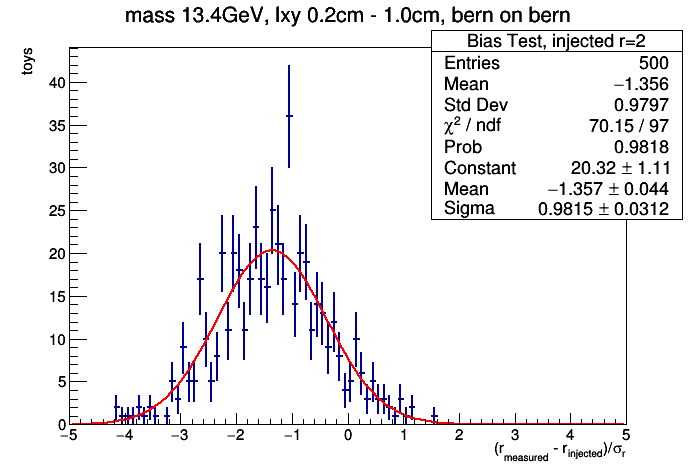 mass 13.4GeV, lxy 0.2cm - 1.0cm, bern on bern
Bias Test, injected r=2
Entries 500
Mean −1.356
Std Dev 0.9797
χ² / ndf 70.15 / 97
Prob 0.9818
Constant 20.32 ± 1.11
Mean −1.357 ± 0.044
Sigma 0.9815 ± 0.0312
toys
40
35
30
25
20
15
10
5
0
−5 −4 −3 −2 −1 0 1 2 3 4 5
(r_measured - r_injected)/σ_r